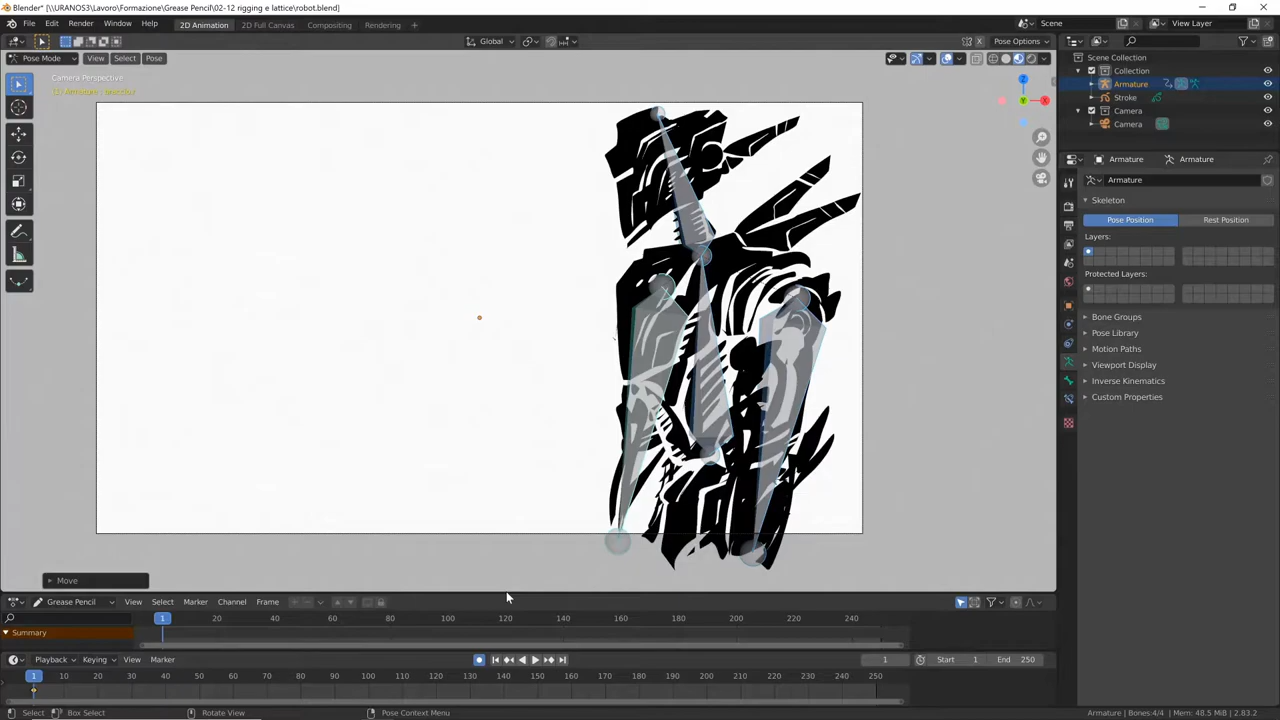 Blender* [\\URANOS3\Lavoro\Formazione\Grease Pencil\02-12 rigging e lattice\robot.blend]
File Edit Render Window Help 2D Animation 2D Full Canvas Compositing Rendering Scene View Layer
Global Pose Options
Pose Mode View Select Pose
Camera Perspective
(1) Armature :
Scene Collection
Collection
Armature
Stroke
Camera
Camera
Armature Armature
Armature
Skeleton
Pose Position Rest Position
Layers:
Protected Layers:
Bone Groups
Pose Library
Motion Paths
Viewport Display
Inverse Kinematics
Custom Properties
Z
Y
X
Move
Grease Pencil View Select Marker Channel Frame
1 20 40 60 80 100 120 140 160 180 200 220 240
Summary
Playback Keying View Marker 1 Start 1 End 250
1 10 20 30 40 50 60 70 80 90 100 110 120 130 140 150 160 170 180 190 200 210 220 230 240 250
Select Box Select Rotate View Pose Context Menu Armature | Bones:4/4 | Mem: 48.5 MiB | 2.83.2